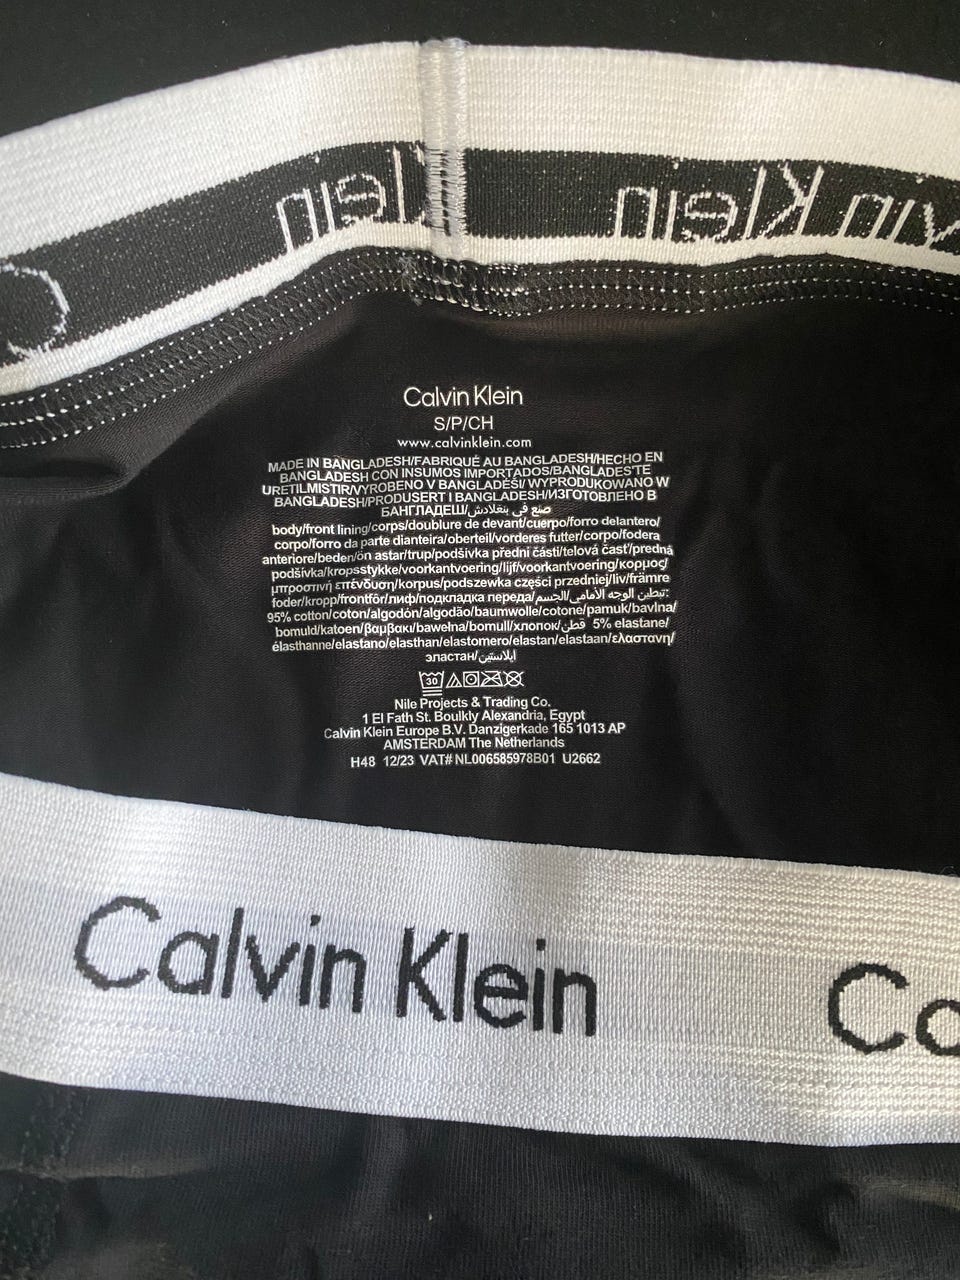 Calvin Klein
Klein
Calvin Klein
S/P/CH
www.calvinklein.com
MADE IN BANGLADESH/FABRIQUÉ AU BANGLADESH/HECHO EN
BANGLADESH CON INSUMOS IMPORTADOS/BANGLADEŞ'TE
URETILMISTIR/VYROBENO V BANGLADÉŠI/ WYPRODUKOWANO W
BANGLADESH/PRODUSERT I BANGLADESH/ИЗГОТОВЛЕНО В
БАНГЛАДЕШ/صنع في بنغلادش
body/front lining/corps/doublure de devant/cuerpo/forro delantero/
corpo/forro da parte dianteira/oberteil/vorderes futter/corpo/fodera
anteriore/beden/ön astar/trup/podšívka přední části/telová časť/predná
podšívka/kropsstykke/voorkantvoering/lijf/voorkantvoering/κορμος/
μπροστινή επένδυση/korpus/podszewka części przedniej/liv/främre
foder/kropp/frontfôr/лиф/подкладка переда/تبطين الوجه الأمامي/الجسم:
95% cotton/coton/algodón/algodão/baumwolle/cotone/pamuk/bavlna/
bomuld/katoen/βαμβακι/bawełna/bomull/хлопок/قطن 5% elastane/
élasthanne/elastano/elasthan/elastomero/elastan/elastaan/ελαστανη/
эластан/ايلاستين
30
Nile Projects & Trading Co.
1 El Fath St. Boulkly Alexandria, Egypt
Calvin Klein Europe B.V. Danzigerkade 165 1013 AP
AMSTERDAM The Netherlands
H48 12/23 VAT# NL006585978B01 U2662
Calvin Klein
Ca